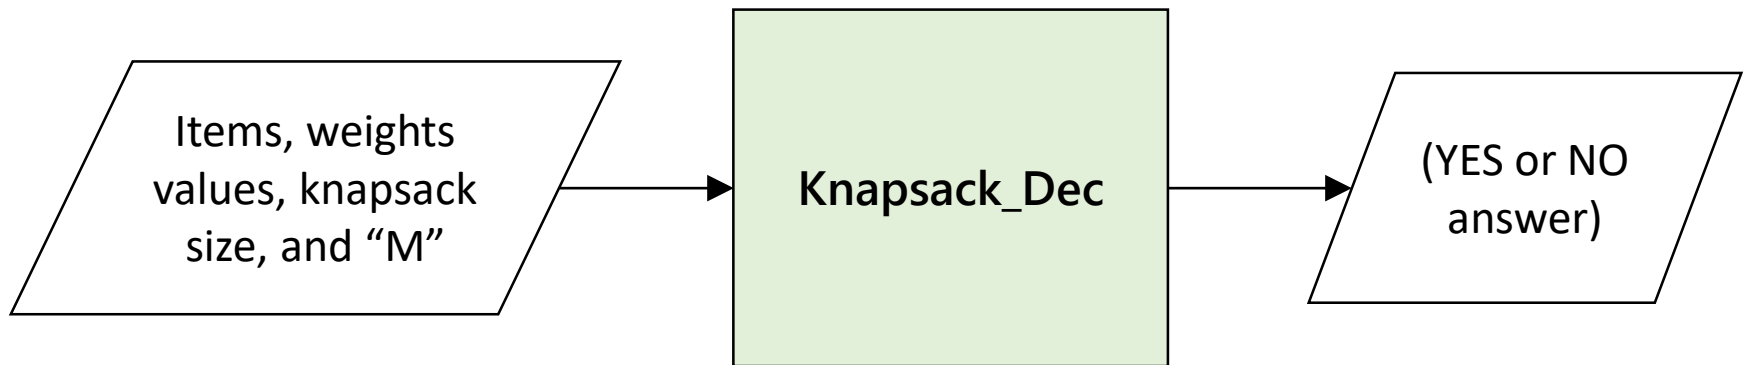 Items, weights
values, knapsack
size, and “M”
Knapsack_Dec
(YES or NO
answer)